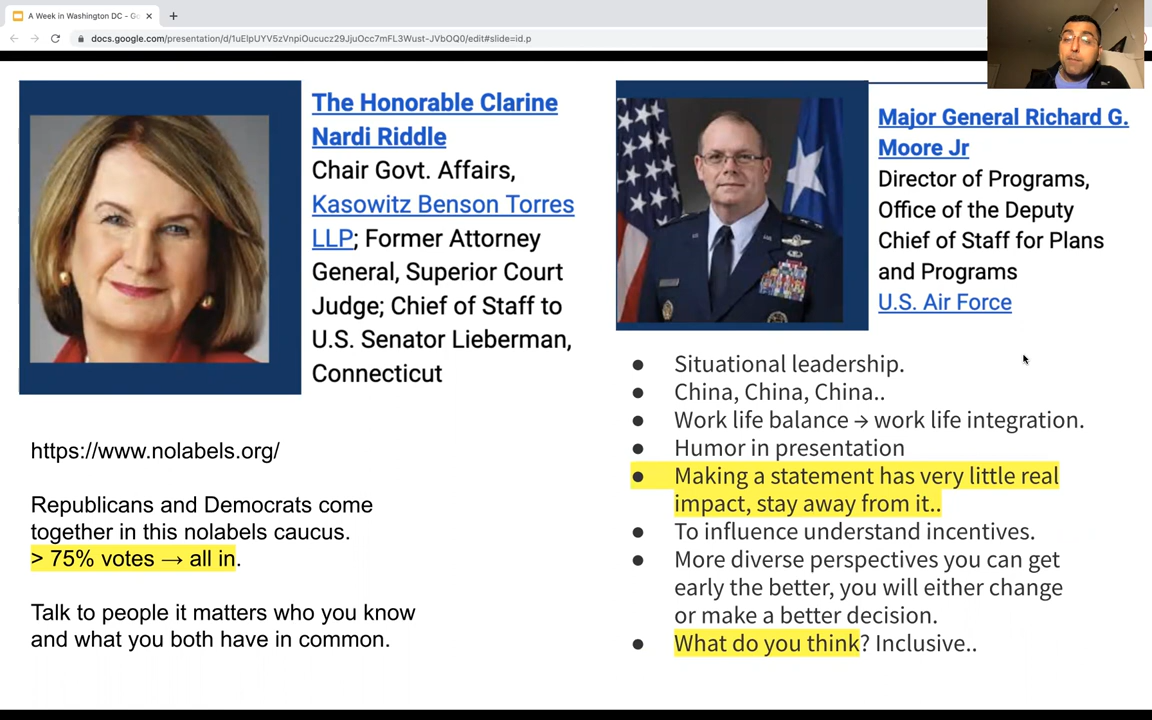 A Week in Washington DC - Go
docs.google.com/presentation/d/1uElpUYV5zVnpiOucucz29JjuOcc7mFL3Wust-JVbOQ0/edit#slide=id.p
The Honorable Clarine
Nardi Riddle
Chair Govt. Affairs,
Kasowitz Benson Torres
LLP; Former Attorney
General, Superior Court
Judge; Chief of Staff to
U.S. Senator Lieberman,
Connecticut
https://www.nolabels.org/
Republicans and Democrats come
together in this nolabels caucus.
> 75% votes → all in.
Talk to people it matters who you know
and what you both have in common.
Major General Richard G.
Moore Jr
Director of Programs,
Office of the Deputy
Chief of Staff for Plans
and Programs
U.S. Air Force
● Situational leadership.
● China, China, China..
● Work life balance → work life integration.
● Humor in presentation
● Making a statement has very little real
impact, stay away from it..
● To influence understand incentives.
● More diverse perspectives you can get
early the better, you will either change
or make a better decision.
● What do you think? Inclusive..